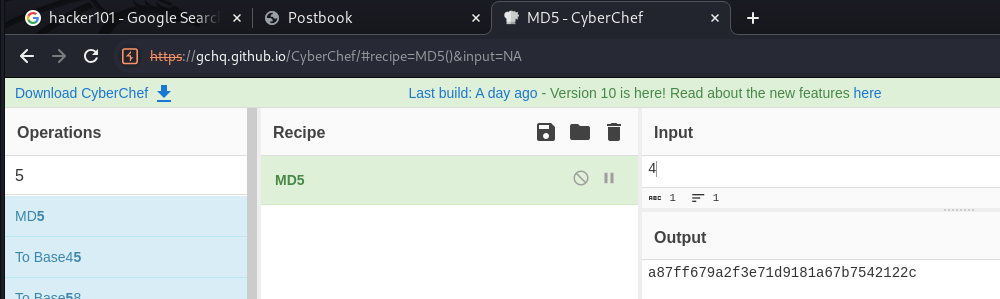 hacker101 - Google Searc
Postbook
MD5 - CyberChef
https://gchq.github.io/CyberChef/#recipe=MD5()&input=NA
Download CyberChef
Last build: A day ago - Version 10 is here! Read about the new features here
Operations
Recipe
Input
5
MD5
4
MD5
ABC 1
1
To Base45
Output
To Base58
a87ff679a2f3e71d9181a67b7542122c